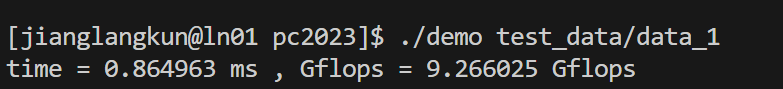 [jianglangkun@ln01 pc2023]$ ./demo test_data/data_1
time = 0.864963 ms , Gflops = 9.266025 Gflops